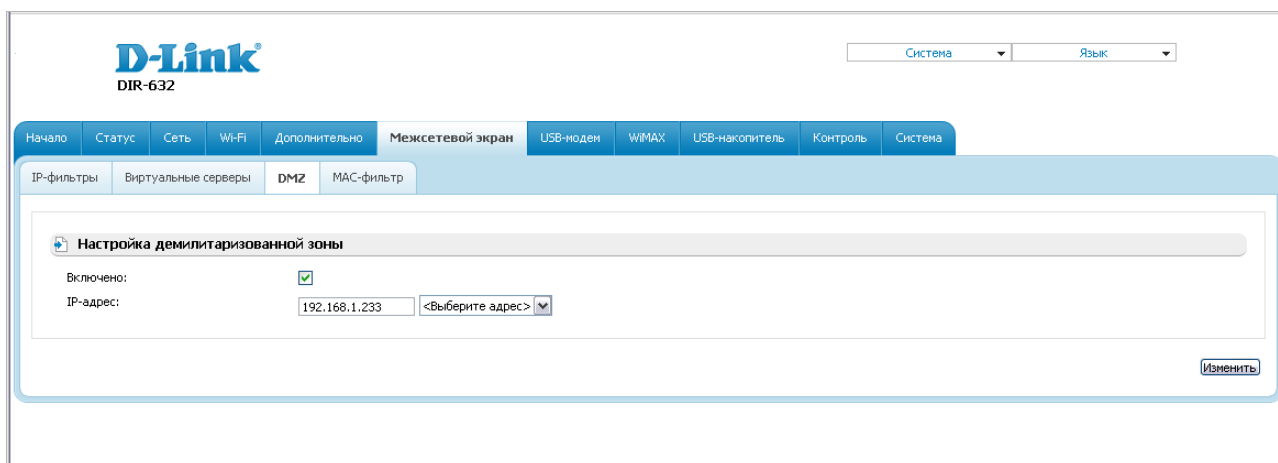 D-Link®
DIR-632
Система Язык
Начало Статус Сеть Wi-Fi Дополнительно Межсетевой экран USB-модем WiMAX USB-накопитель Контроль Система
IP-фильтры Виртуальные серверы DMZ MAC-фильтр
Настройка демилитаризованной зоны
Включено:
IP-адрес: 192.168.1.233 <Выберите адрес>
Изменить